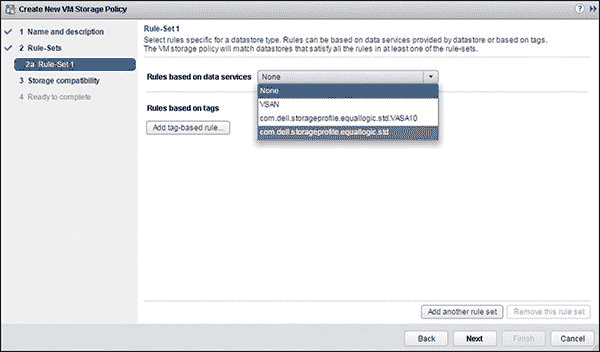 Create New VM Storage Policy
1 Name and description
2 Rule-Sets
2a Rule-Set 1
3 Storage compatibility
4 Ready to complete
Rule-Set 1
Select rules specific for a datastore type. Rules can be based on data services provided by datastore or based on tags.
The VM storage policy will match datastores that satisfy all the rules in at least one of the rule-sets.
Rules based on data services None
None
VSAN
com.dell.storageprofile.equallogic.std.VASA10
com.dell.storageprofile.equallogic.std
Rules based on tags
Add tag-based rule...
Add another rule set Remove this rule set
Back Next Finish Cancel